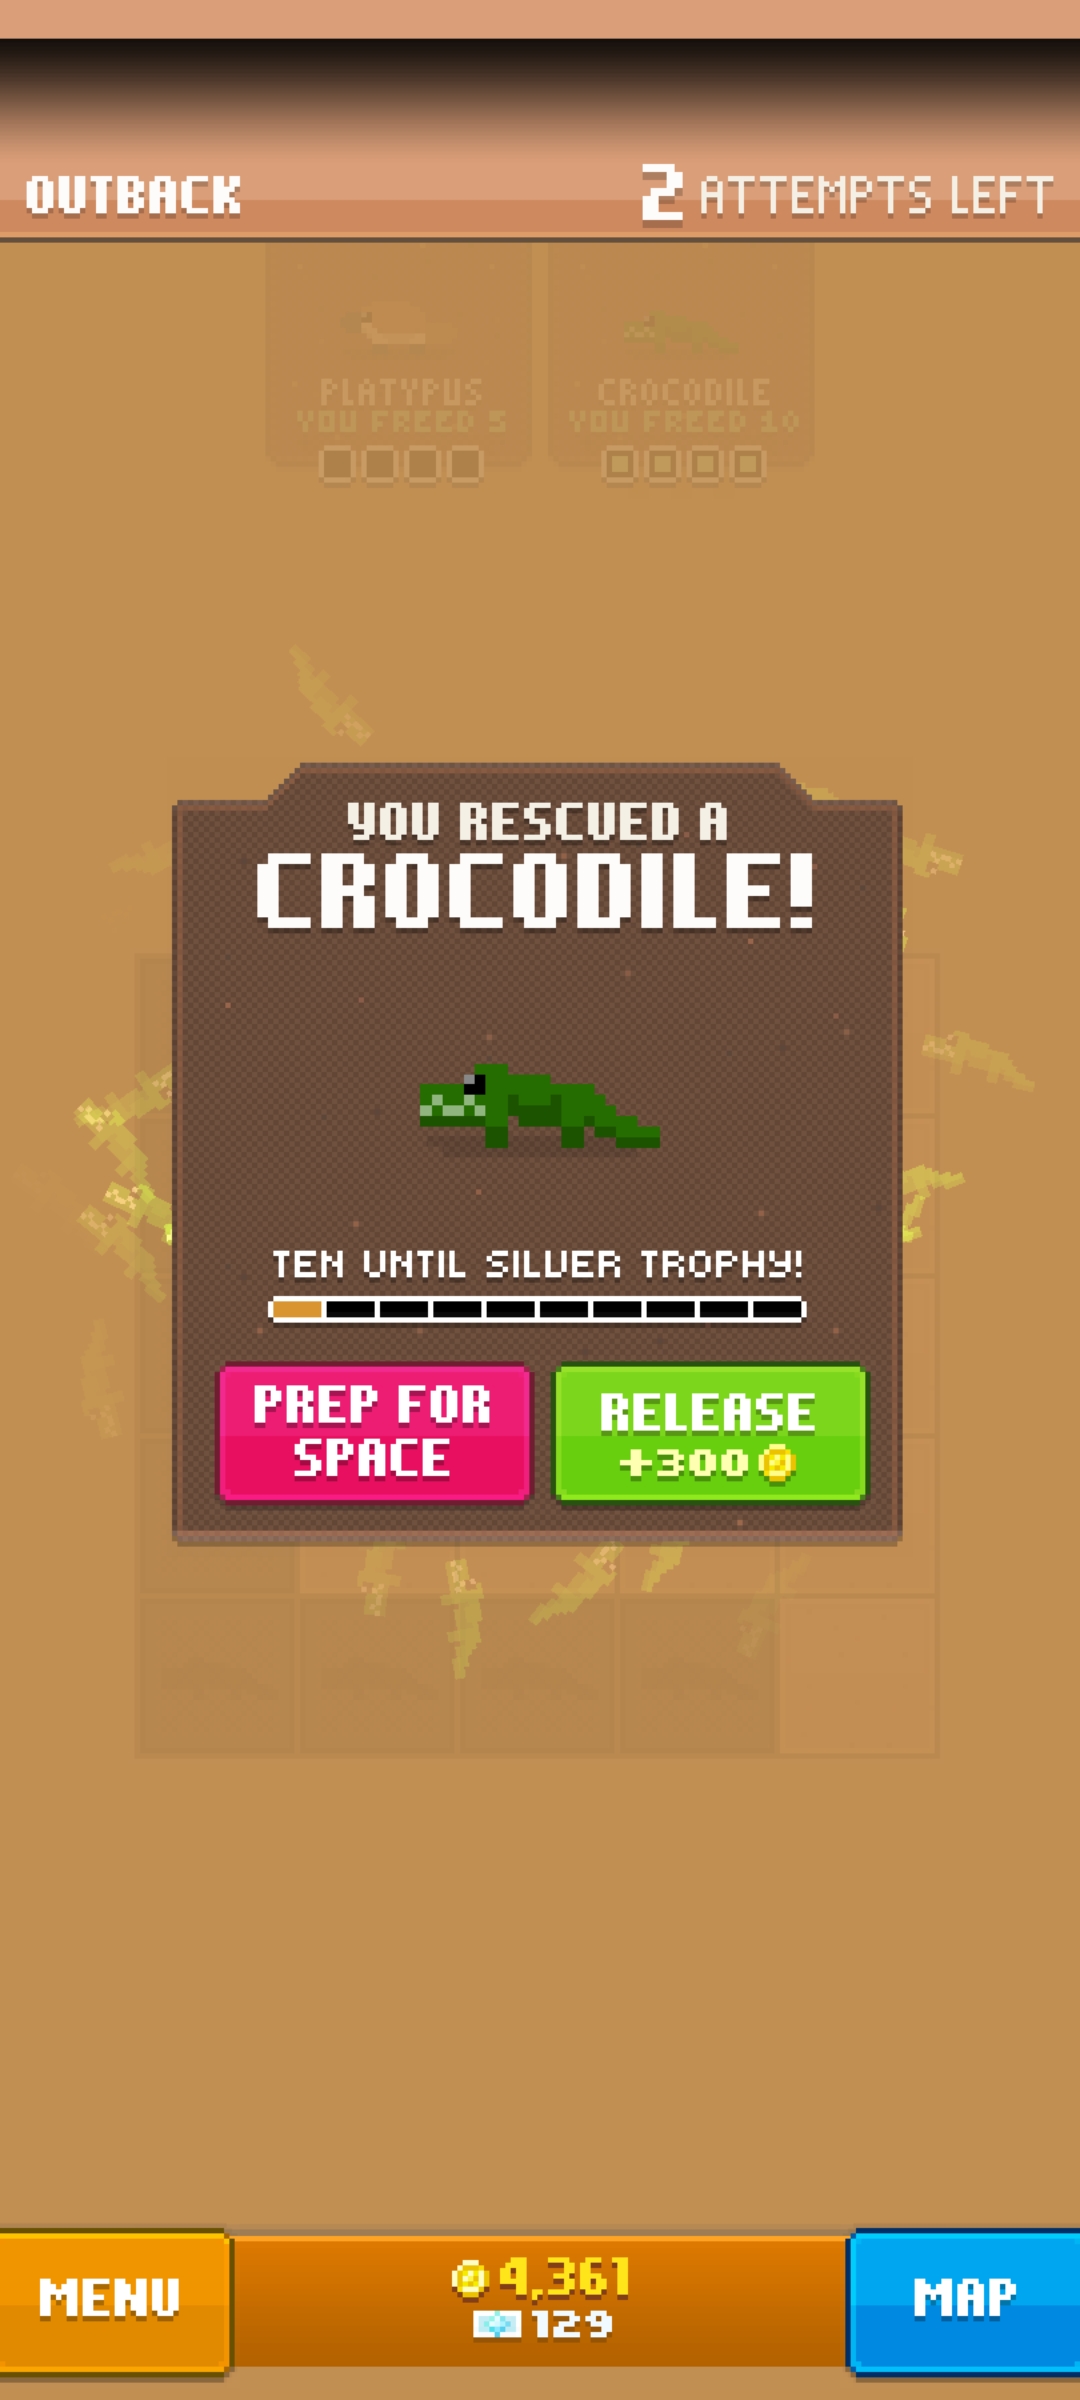 OUTBACK
2 ATTEMPTS LEFT
PLATYPUS
YOU FREED 5
CROCODILE
YOU FREED 10
YOU RESCUED A
CROCODILE!
TEN UNTIL SILVER TROPHY!
PREP FOR
SPACE
RELEASE
+300
MENU
4,361
129
MAP